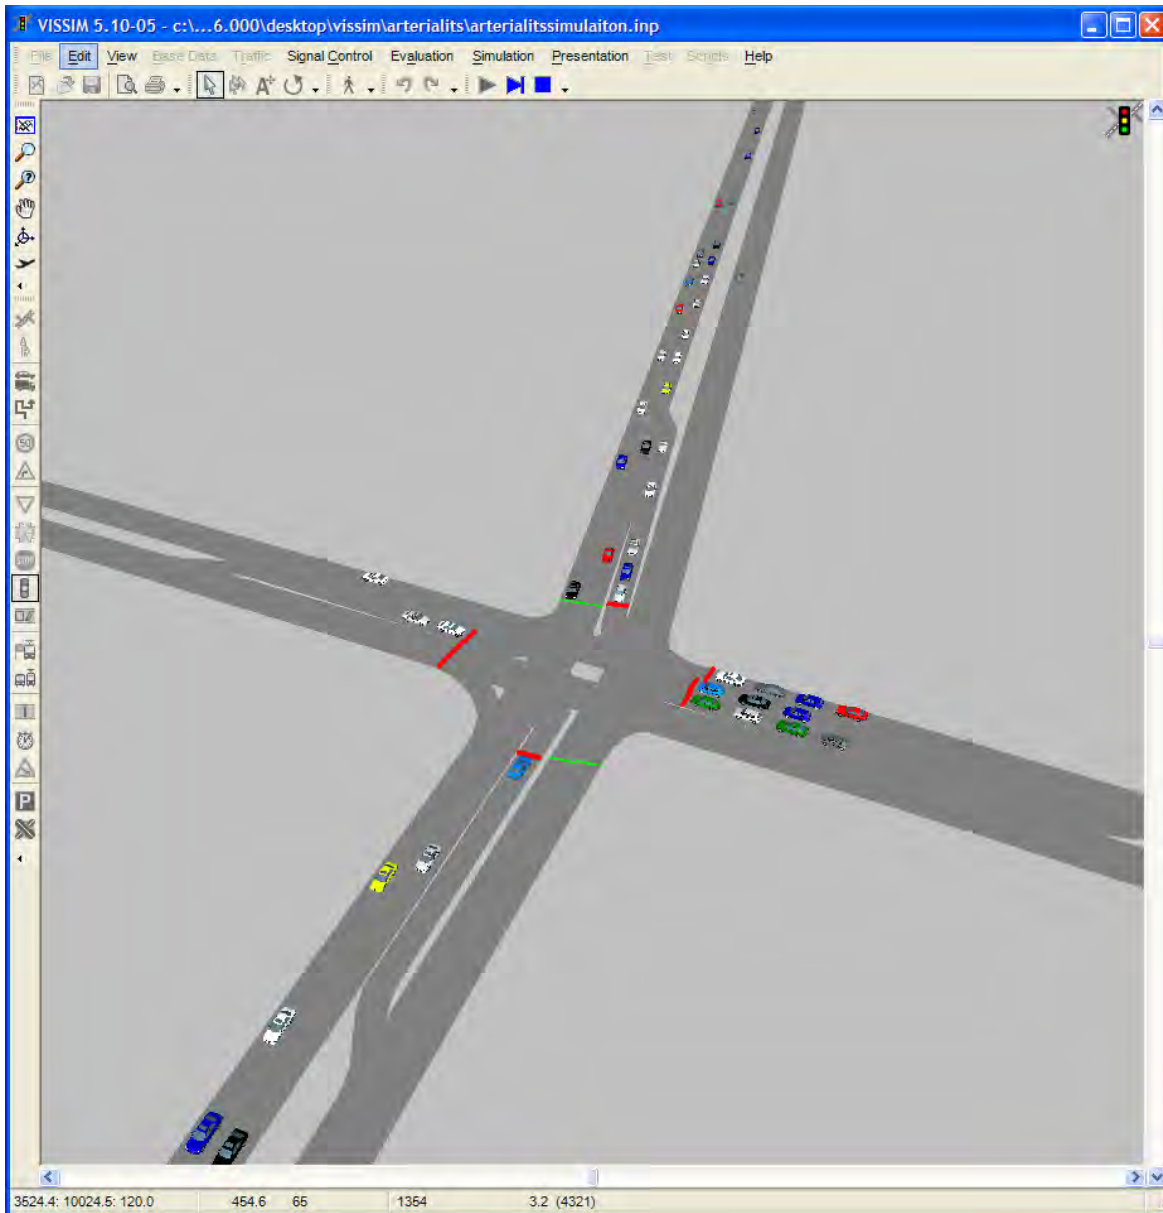 VISSIM 5.10-05 - c:\...6.000\desktop\vissim\arterialits\arterialitssimulaiton.inp
File Edit View Base Data Traffic Signal Control Evaluation Simulation Presentation Test Scripts Help
3524.4: 10024.5: 120.0 454.6 65 1354 3.2 (4321)